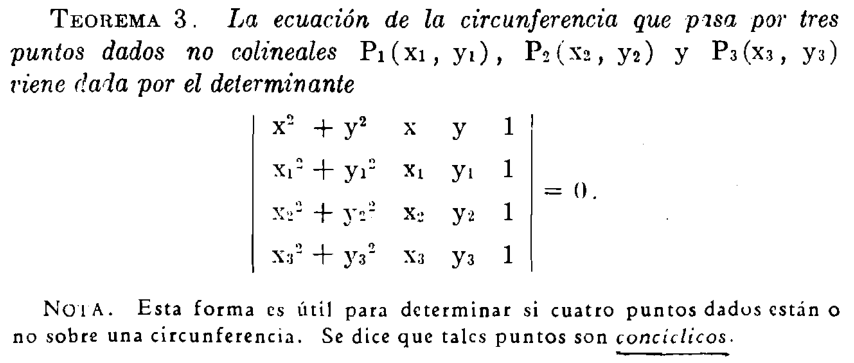 TEOREMA 3. La ecuación de la circunferencia que pasa por tres
puntos dados no colineales P₁(x₁, y₁), P₂(x₂, y₂) y P₃(x₃, y₃)
viene dada por el determinante
| x² + y² x y 1 |
| x₁² + y₁² x₁ y₁ 1 |
| x₂² + y₂² x₂ y₂ 1 | = 0.
| x₃² + y₃² x₃ y₃ 1 |
NOTA. Esta forma es útil para determinar si cuatro puntos dados están o
no sobre una circunferencia. Se dice que tales puntos son concíclicos.